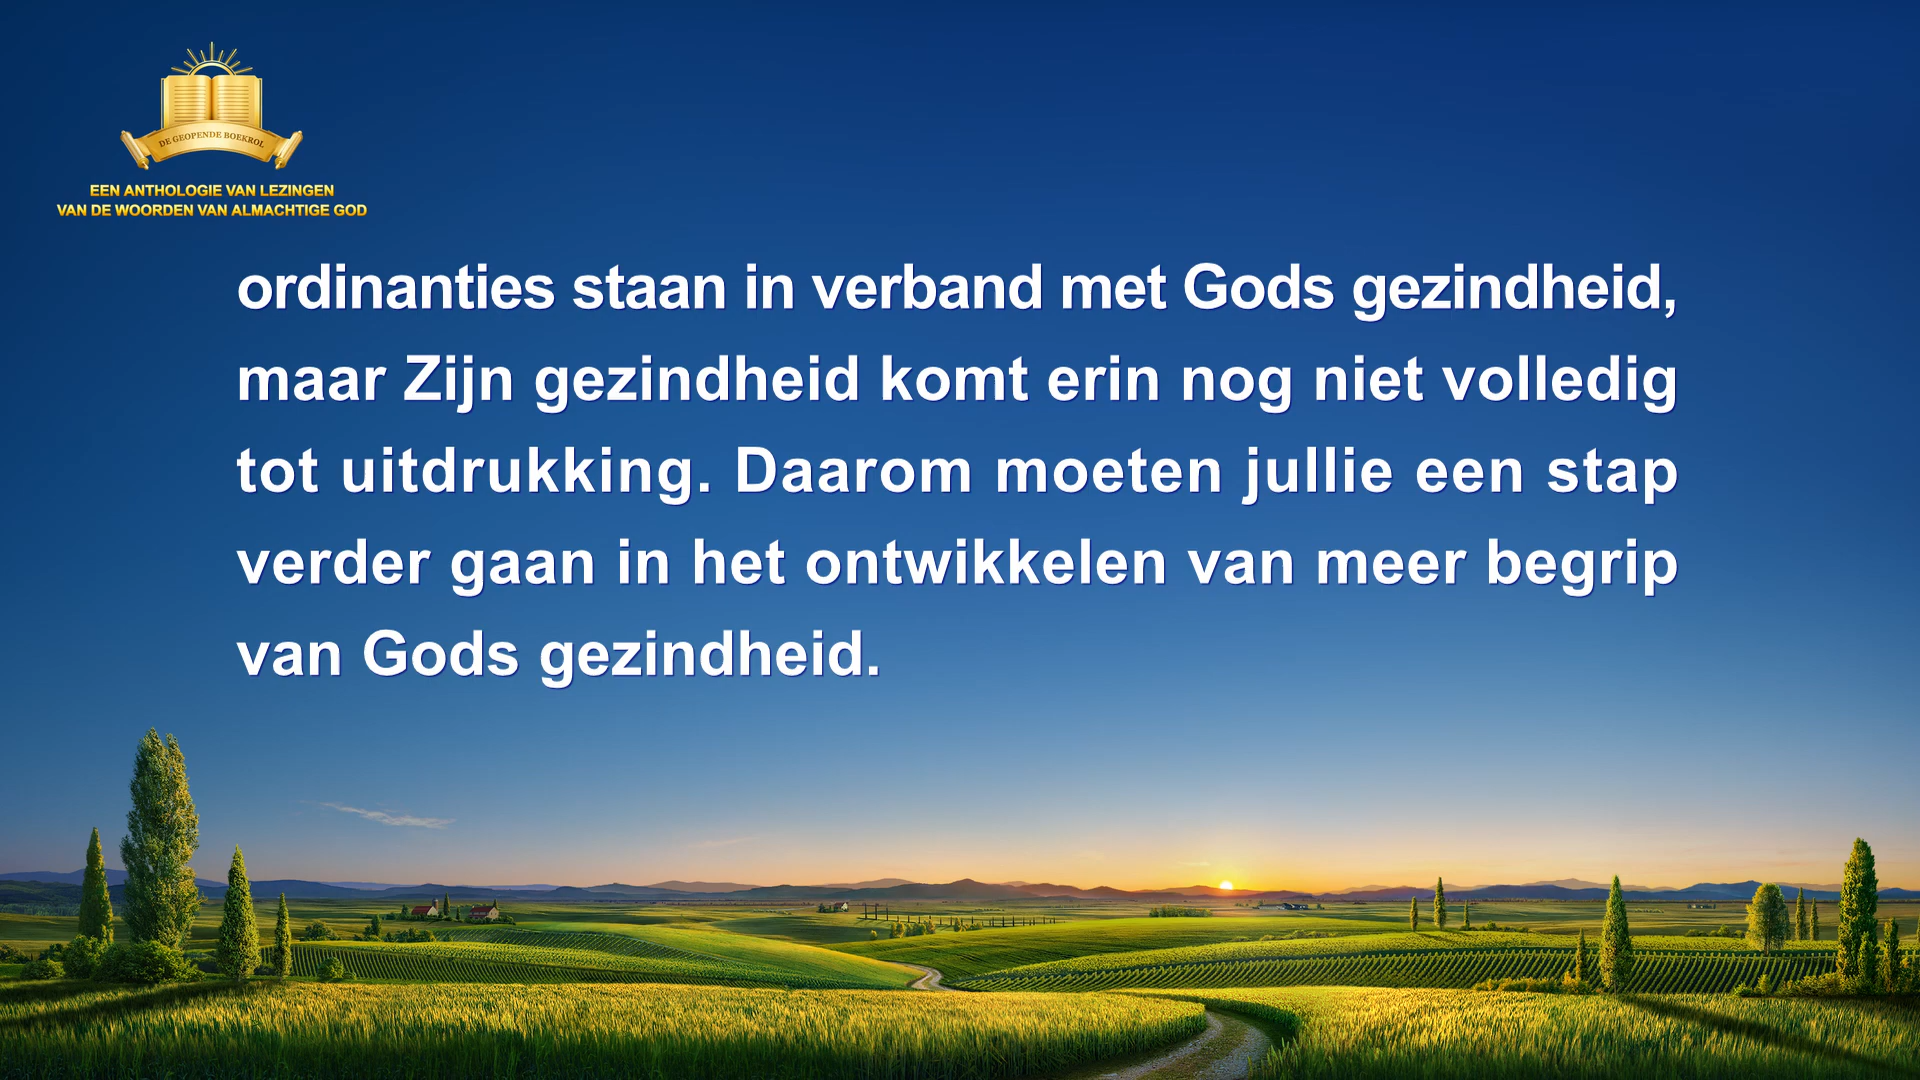 DE GEOPENDE BOEKROL
EEN ANTHOLOGIE VAN LEZINGEN
VAN DE WOORDEN VAN ALMACHTIGE GOD
ordinanties staan in verband met Gods gezindheid,
maar Zijn gezindheid komt erin nog niet volledig
tot uitdrukking. Daarom moeten jullie een stap
verder gaan in het ontwikkelen van meer begrip
van Gods gezindheid.